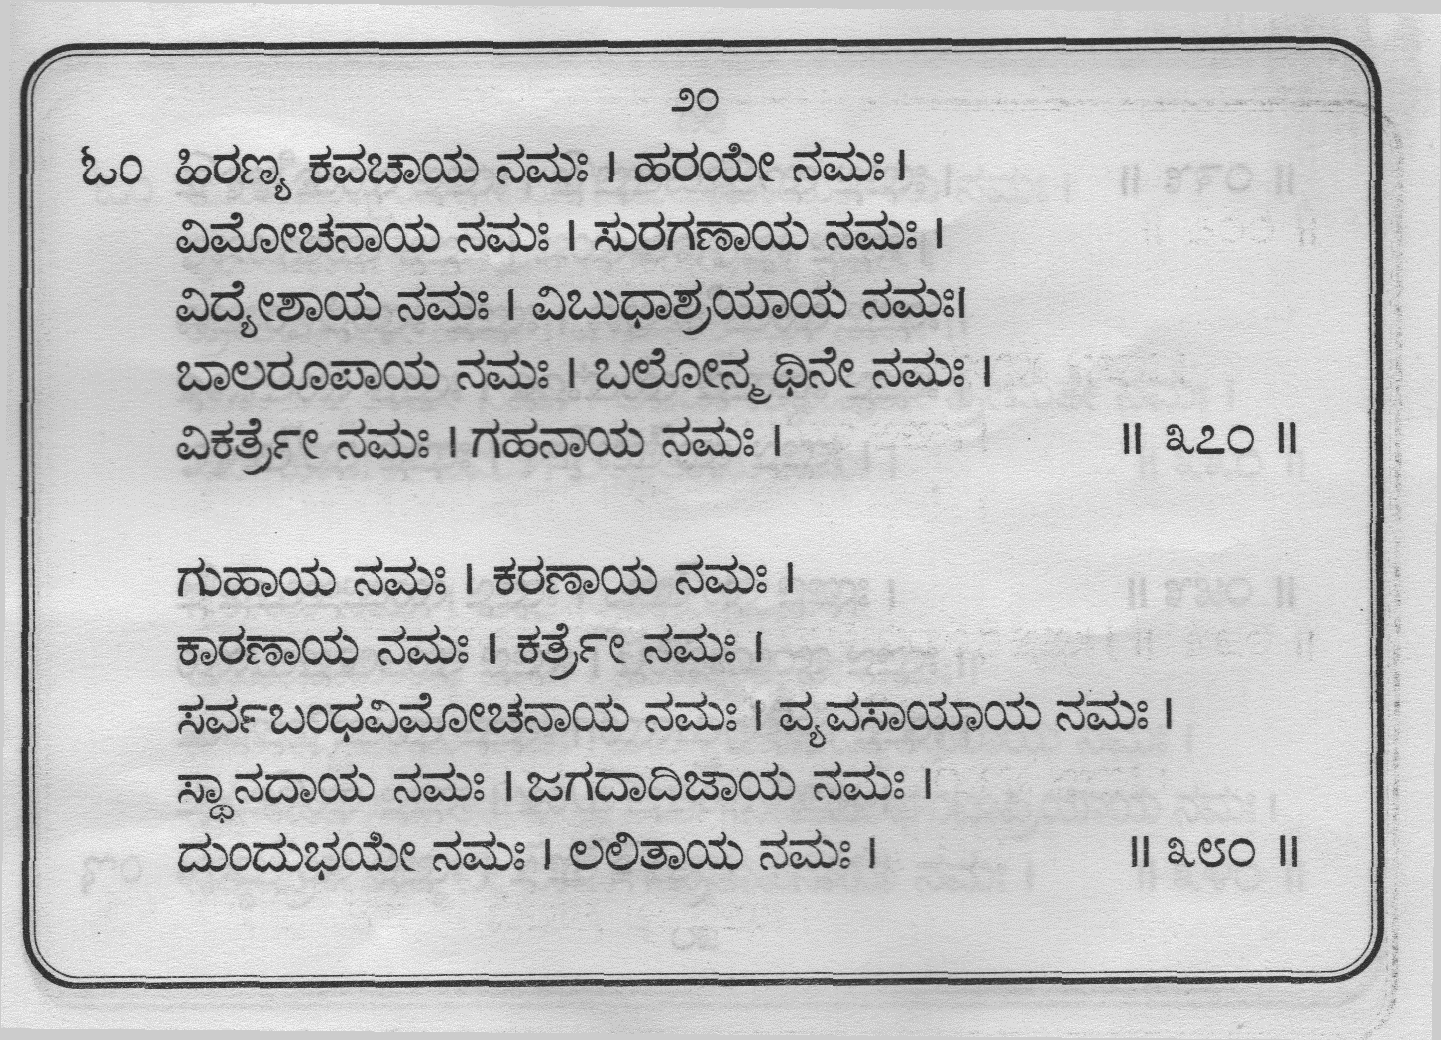 ೨೦
ಓಂ ಹಿರಣ್ಯ ಕವಚಾಯ ನಮಃ । ಹರಯೇ ನಮಃ ।
ವಿಮೋಚನಾಯ ನಮಃ । ಸುರಗಣಾಯ ನಮಃ ।
ವಿದ್ಯೇಶಾಯ ನಮಃ । ವಿಬುಧಾಶ್ರಯಾಯ ನಮಃ।
ಬಾಲರೂಪಾಯ ನಮಃ । ಬಲೋನ್ಮಥಿನೇ ನಮಃ ।
ವಿಕರ್ತ್ರೇ ನಮಃ । ಗಹನಾಯ ನಮಃ । ॥ ೩೭೦ ॥
ಗುಹಾಯ ನಮಃ । ಕರಣಾಯ ನಮಃ ।
ಕಾರಣಾಯ ನಮಃ । ಕರ್ತ್ರೇ ನಮಃ ।
ಸರ್ವಬಂಧವಿಮೋಚನಾಯ ನಮಃ । ವ್ಯವಸಾಯಾಯ ನಮಃ ।
ಸ್ಥಾನದಾಯ ನಮಃ । ಜಗದಾದಿಜಾಯ ನಮಃ ।
ದುಂದುಭಯೇ ನಮಃ । ಲಲಿತಾಯ ನಮಃ । ॥ ೩೮೦ ॥